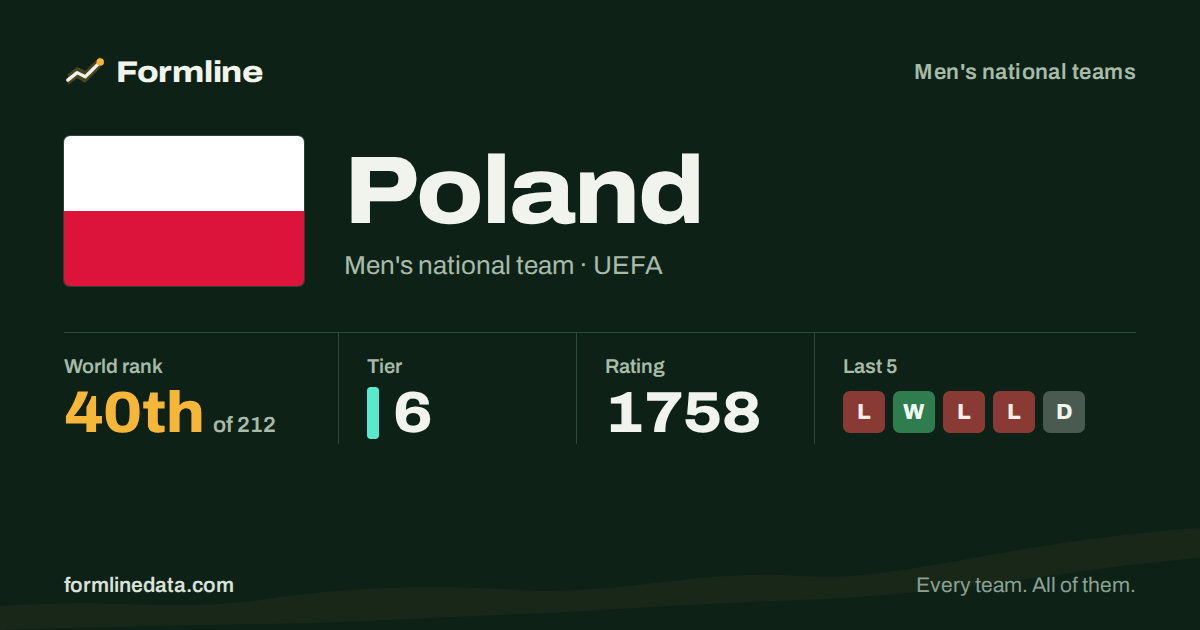 Formline
Men's national teams
Poland
Men's national team · UEFA
World rank
40th of 212
Tier
6
Rating
1758
Last 5
L W L L D
formlinedata.com
Every team. All of them.